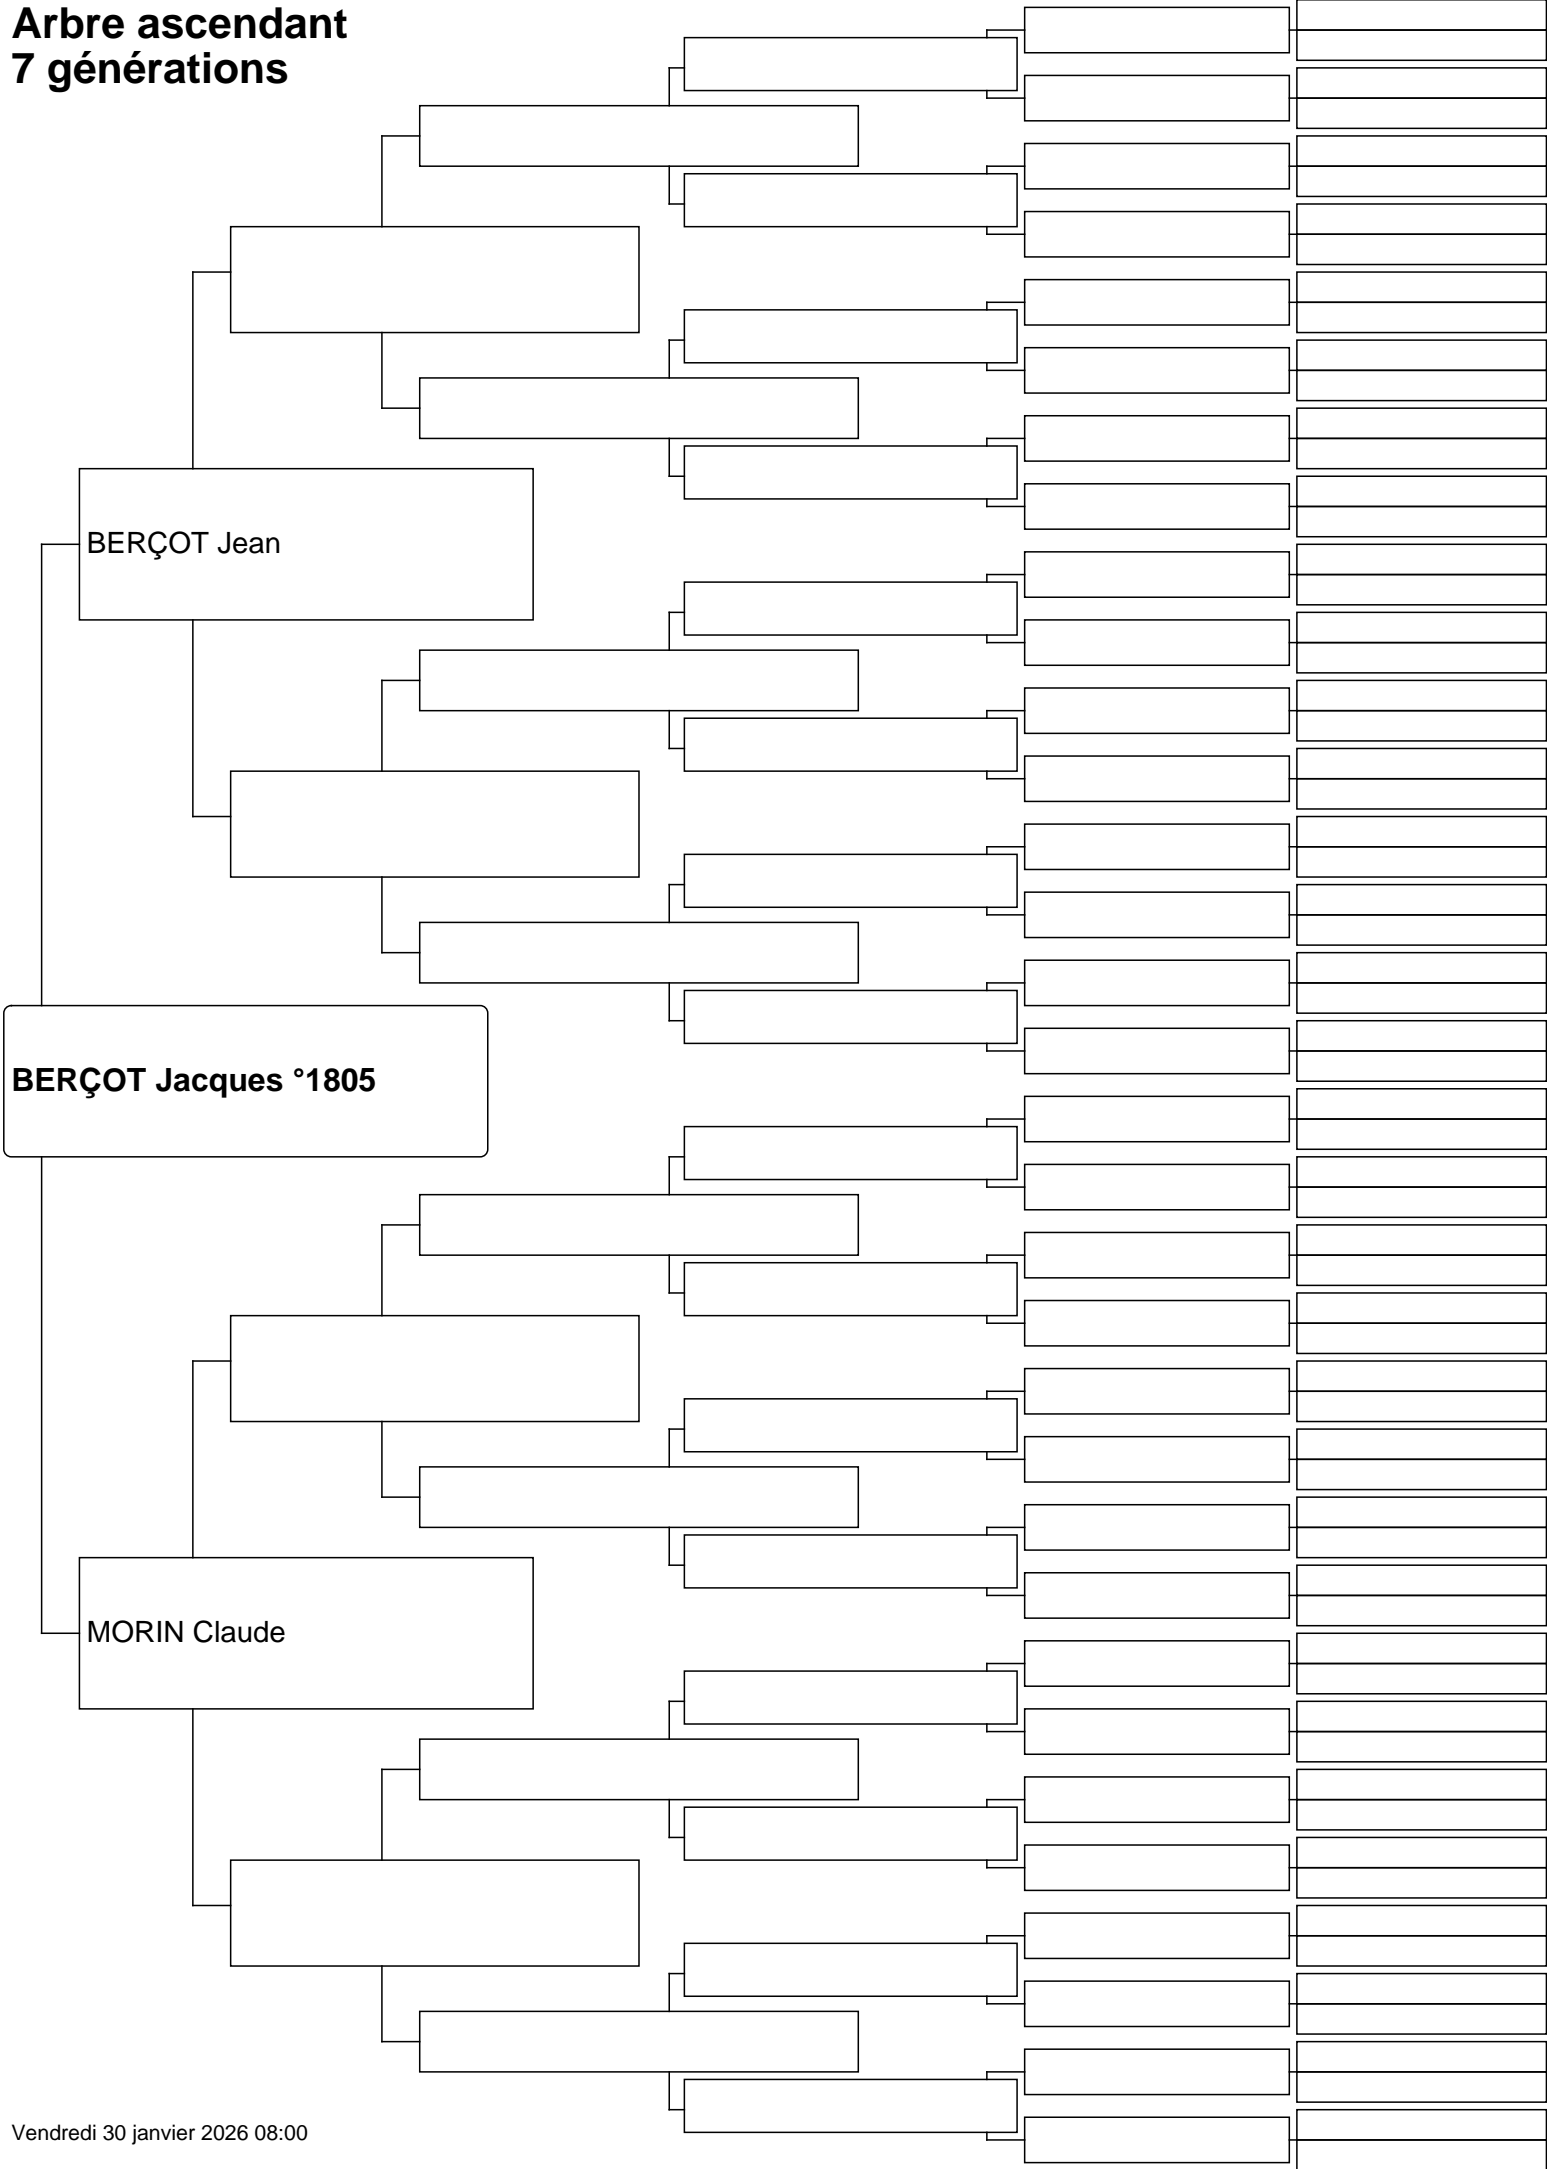 Arbre ascendant
7 générations
BERÇOT Jean
BERÇOT Jacques °1805
MORIN Claude
Vendredi 30 janvier 2026 08:00